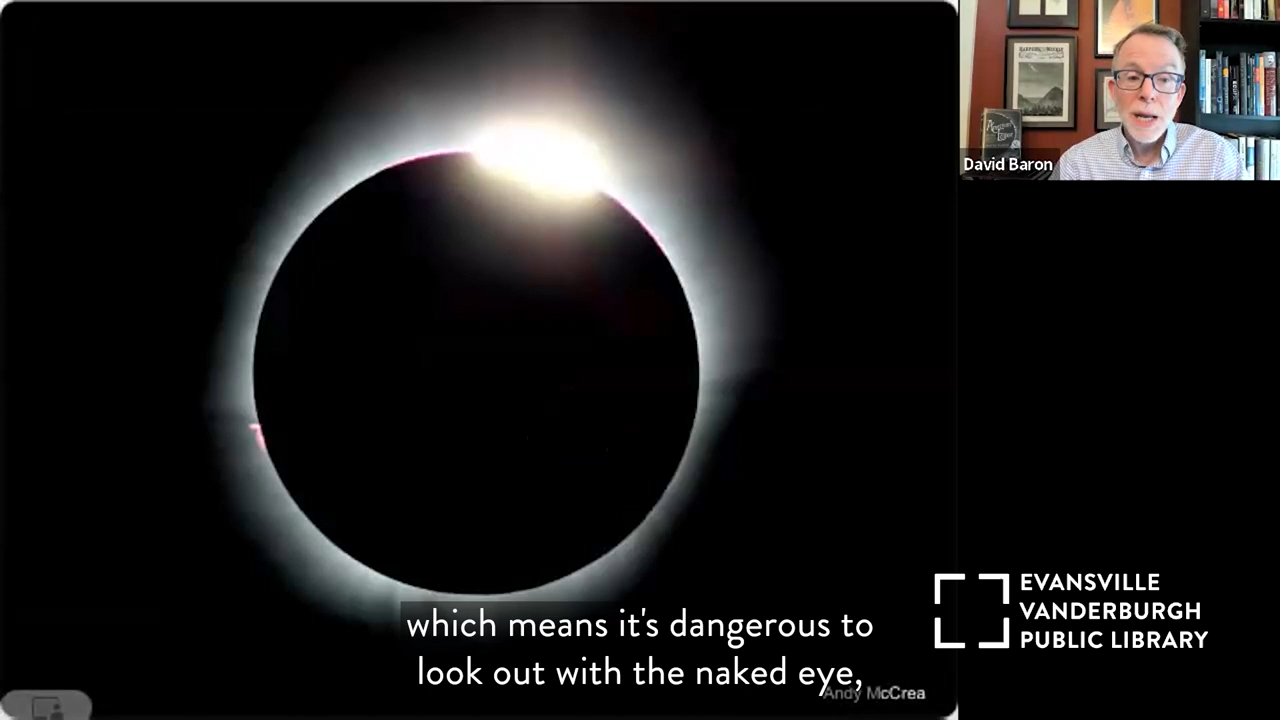 David Baron
EVANSVILLE
VANDERBURGH
PUBLIC LIBRARY
which means it's dangerous to
look out with the naked eye,
Andy McCrea